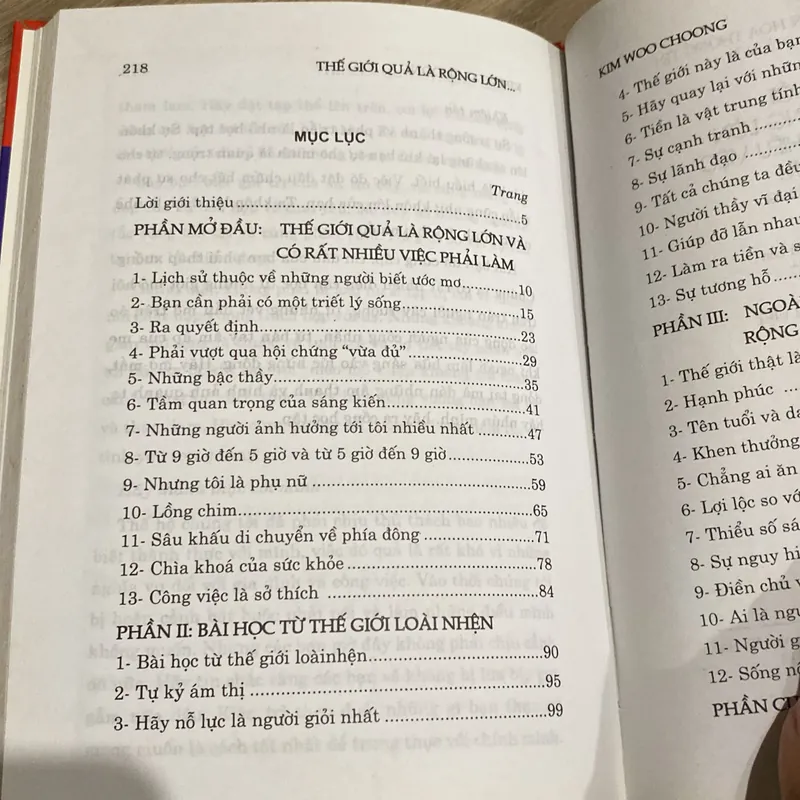 218 THẾ GIỚI QUẢ LÀ RỘNG LỚN...
MỤC LỤC
Trang
Lời giới thiệu.....5
PHẦN MỞ ĐẦU: THẾ GIỚI QUẢ LÀ RỘNG LỚN VÀ
CÓ RẤT NHIỀU VIỆC PHẢI LÀM
1- Lịch sử thuộc về những người biết ước mơ.....10
2- Bạn cần phải có một triết lý sống.....15
3- Ra quyết định.....23
4- Phải vượt qua hội chứng “vừa đủ”.....29
5- Những bậc thầy.....35
6- Tầm quan trọng của sáng kiến.....41
7- Những người ảnh hưởng tới tôi nhiều nhất.....47
8- Từ 9 giờ đến 5 giờ và từ 5 giờ đến 9 giờ.....53
9- Nhưng tôi là phụ nữ.....59
10- Lồng chim.....65
11- Sâu khấu di chuyển về phía đông.....71
12- Chìa khoá của sức khỏe.....78
13- Công việc là sở thích.....84
PHẦN II: BÀI HỌC TỪ THẾ GIỚI LOÀI NHỆN
1- Bài học từ thế giới loàinhện.....90
2- Tự kỷ ám thị.....95
3- Hãy nỗ lực là người giỏi nhất.....99
KIM WOO CHOONG
4- Thế giới này là của bạn
5- Hãy quay lại với những
6- Tiền là vật trung tính
7- Sự cạnh tranh
8- Sự lãnh đạo
9- Tất cả chúng ta đều
10- Người thầy vĩ đại
11- Giúp đỡ lẫn nhau
12- Làm ra tiền và s
13- Sự tương hỗ
PHẦN III: NGOÀ
RỘNG
1- Thế giới thật là
2- Hạnh phúc
3- Tên tuổi và da
4- Khen thưởng
5- Chẳng ai ăn
6- Lợi lộc so vớ
7- Thiểu số sá
8- Sự nguy hi
9- Điền chủ v
10- Ai là ngư
11- Người g
12- Sống nô
PHẦN C